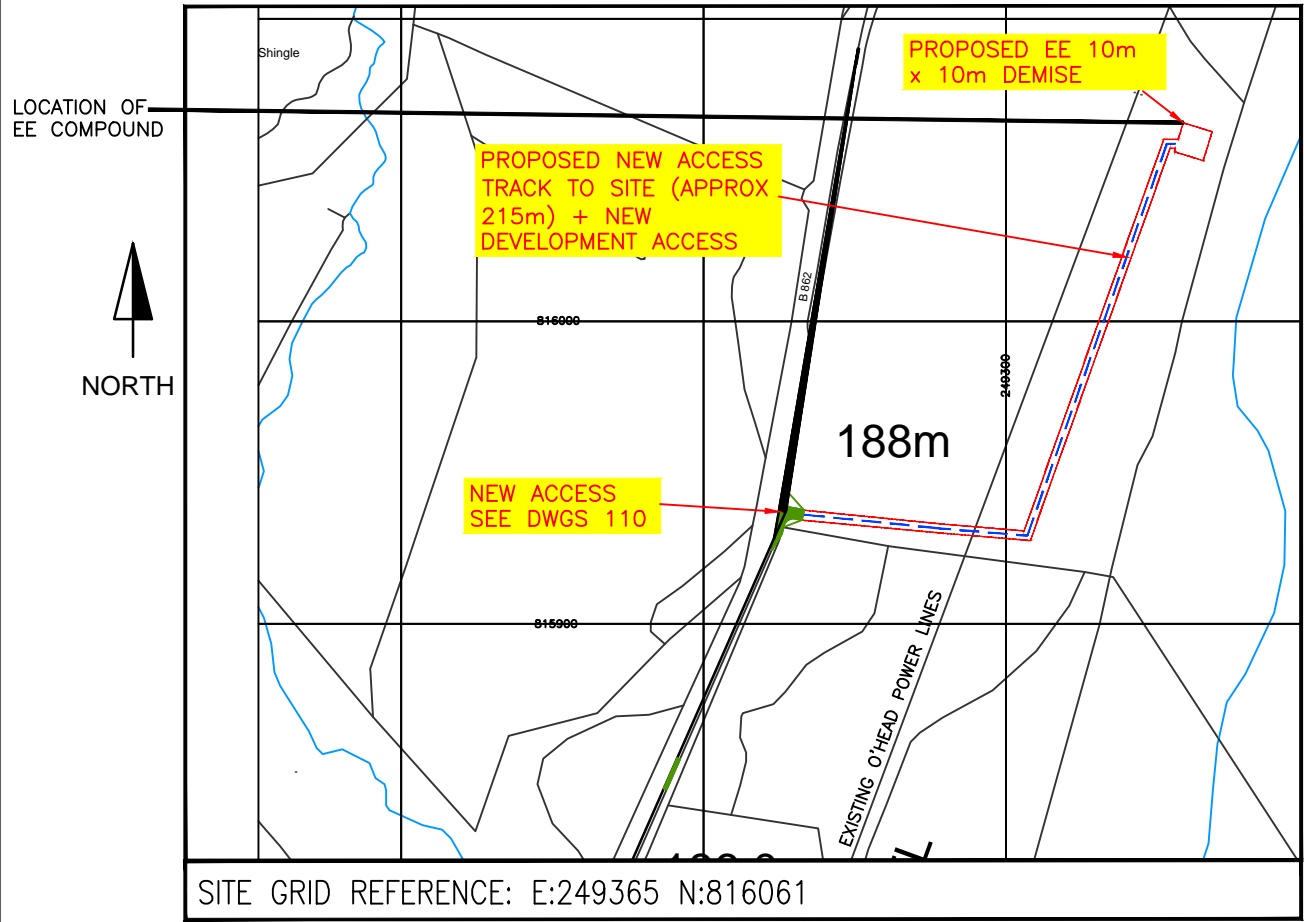 Shingle
PROPOSED EE 10m
x 10m DEMISE
LOCATION OF
EE COMPOUND
PROPOSED NEW ACCESS
TRACK TO SITE (APPROX
215m) + NEW
DEVELOPMENT ACCESS
B 862
816000
NORTH
249300
188m
NEW ACCESS
SEE DWGS 110
815900
EXISTING O'HEAD POWER LINES
SITE GRID REFERENCE: E:249365 N:816061